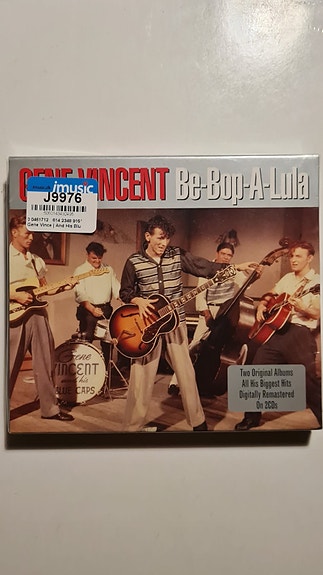 GENE VINCENT Be-Bop-A-Lula
imusic
J9976
Gene Vince | And His Blu
Gene
VINCENT
and his
BLUE CAPS
Two Original Albums
All His Biggest Hits
Digitally Remastered
On 2CDs